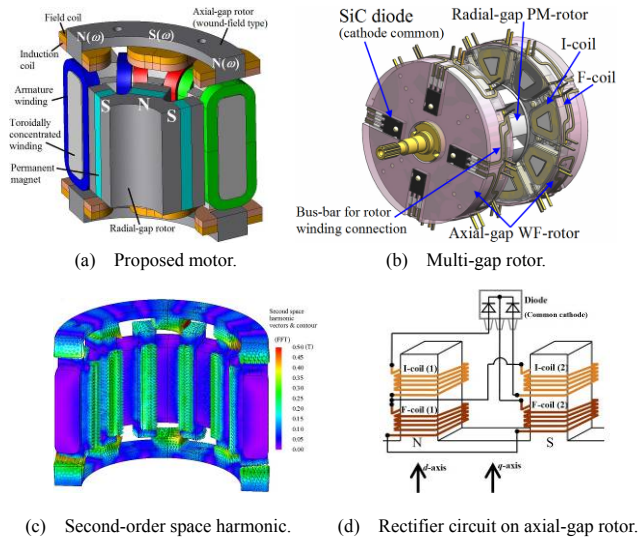 Field coil
Axial-gap rotor
(wound-field type)
N(ω)
S(ω)
N(ω)
Induction
coil
Armature
winding
Toroidally
concentrated
winding
Permanent
magnet
S
N
S
Radial-gap rotor
(a) Proposed motor.
SiC diode
(cathode common)
Radial-gap PM-rotor
I-coil
F-coil
Bus-bar for rotor
winding connection
Axial-gap WF-rotor
(b) Multi-gap rotor.
Second space
harmonic
vectors & contour
(FFT)
0.50 (T)
0.45
0.40
0.35
0.30
0.25
0.20
0.15
0.10
0.05
0.00
(c) Second-order space harmonic.
Diode
(Common cathode)
I-coil (1)
I-coil (2)
F-coil (1)
F-coil (2)
N
S
d-axis
q-axis
(d) Rectifier circuit on axial-gap rotor.